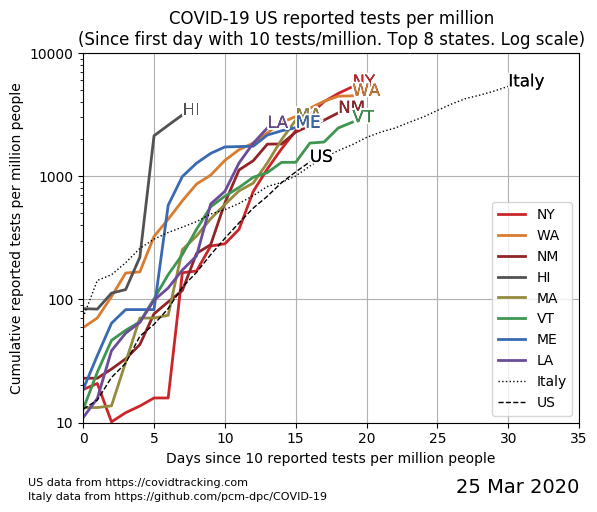 COVID-19 US reported tests per million
(Since first day with 10 tests/million. Top 8 states. Log scale)
Cumulative reported tests per million people
10000
1000
100
10
HI
LA
MA
ME
NY
WA
NM
VT
US
Italy
NY
WA
NM
HI
MA
VT
ME
LA
Italy
US
0
5
10
15
20
25
30
35
Days since 10 reported tests per million people
US data from https://covidtracking.com
Italy data from https://github.com/pcm-dpc/COVID-19
25 Mar 2020